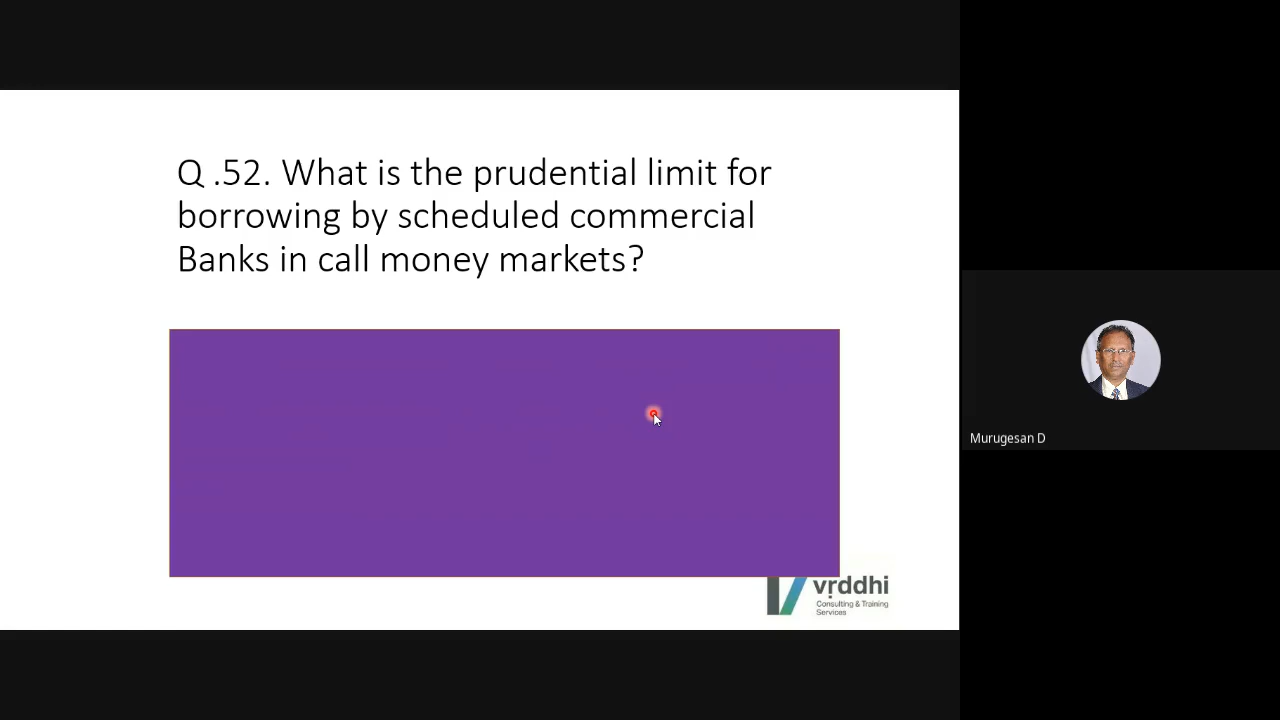 Q .52. What is the prudential limit for
borrowing by scheduled commercial
Banks in call money markets?
Murugesan D
vṛddhi
Consulting & Training
Services